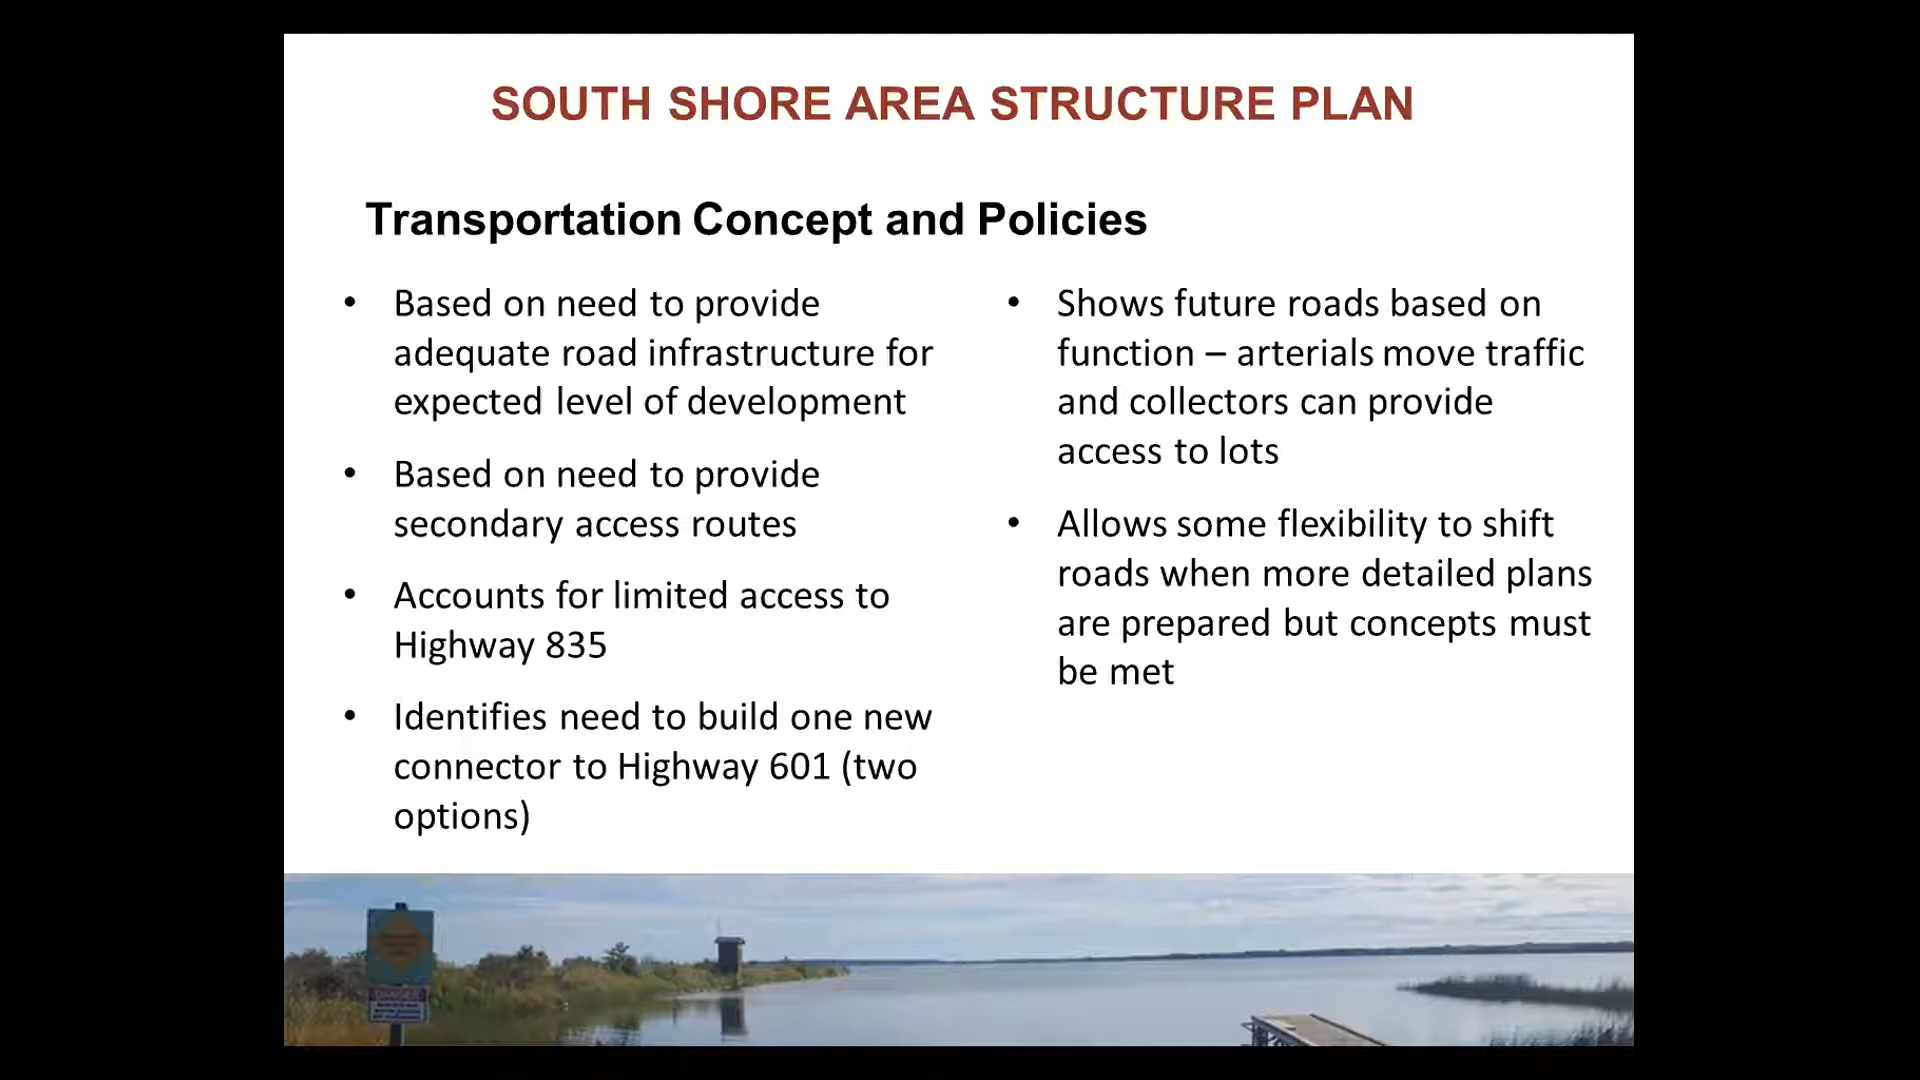 SOUTH SHORE AREA STRUCTURE PLAN
Transportation Concept and Policies
• Based on need to provide
adequate road infrastructure for
expected level of development
• Based on need to provide
secondary access routes
• Accounts for limited access to
Highway 835
• Identifies need to build one new
connector to Highway 601 (two
options)
• Shows future roads based on
function – arterials move traffic
and collectors can provide
access to lots
• Allows some flexibility to shift
roads when more detailed plans
are prepared but concepts must
be met
DANGER